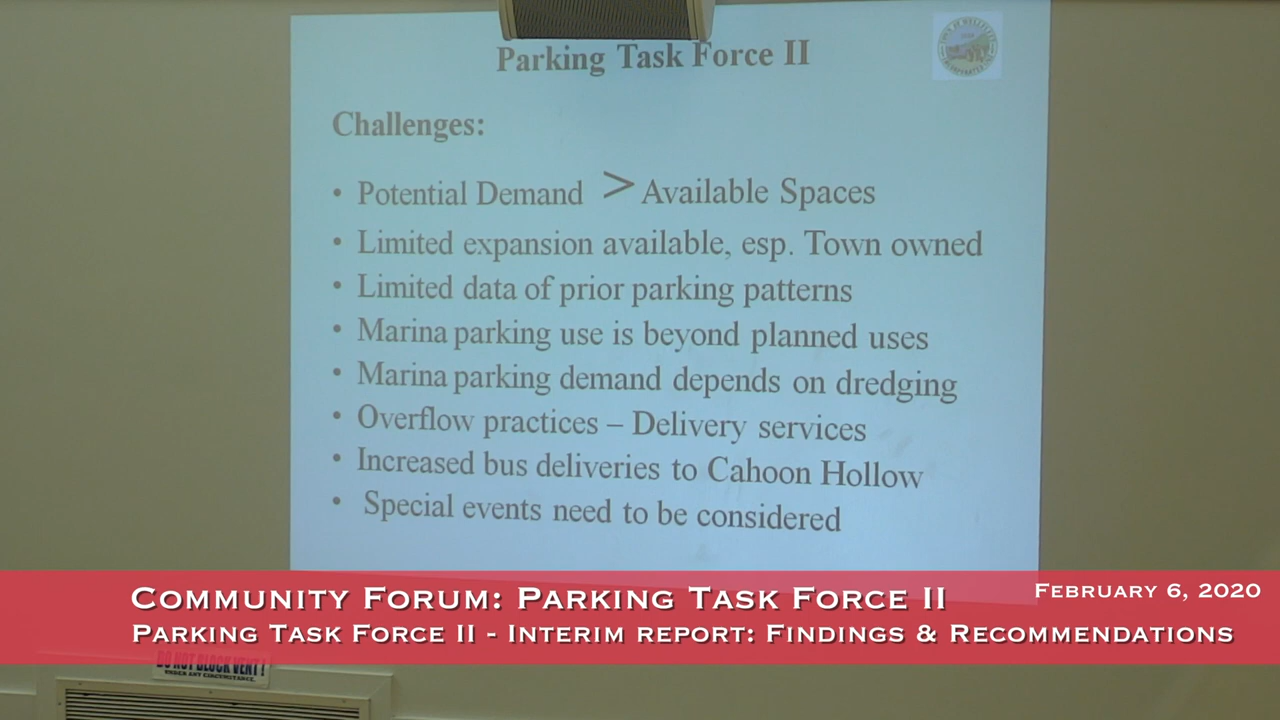 Parking Task Force II
Challenges:
• Potential Demand > Available Spaces
• Limited expansion available, esp. Town owned
• Limited data of prior parking patterns
• Marina parking use is beyond planned uses
• Marina parking demand depends on dredging
• Overflow practices – Delivery services
• Increased bus deliveries to Cahoon Hollow
• Special events need to be considered
Community Forum: Parking Task Force II
February 6, 2020
Parking Task Force II - Interim report: Findings & Recommendations
DO NOT BLOCK VENT!
UNDER ANY CIRCUMSTANCE.